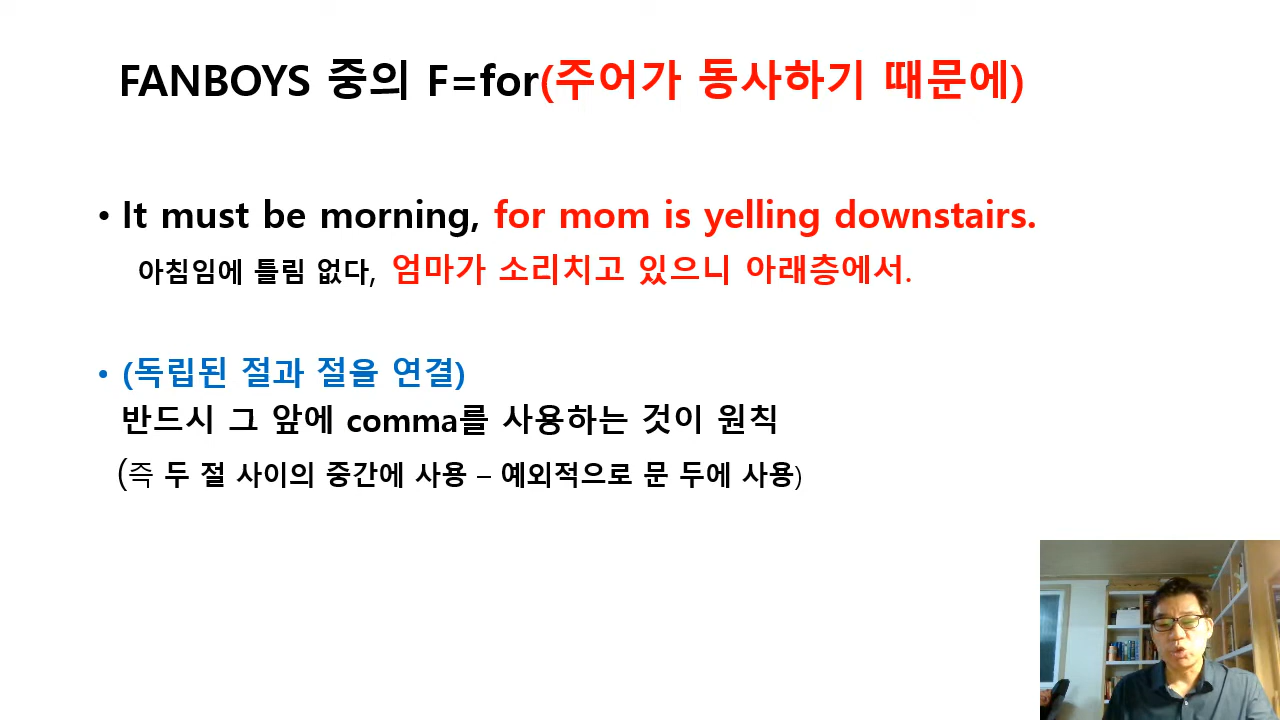 FANBOYS 중의 F=for(주어가 동사하기 때문에)
• It must be morning, for mom is yelling downstairs.
아침임에 틀림 없다, 엄마가 소리치고 있으니 아래층에서.
• (독립된 절과 절을 연결)
반드시 그 앞에 comma를 사용하는 것이 원칙
(즉 두 절 사이의 중간에 사용 – 예외적으로 문 두에 사용)